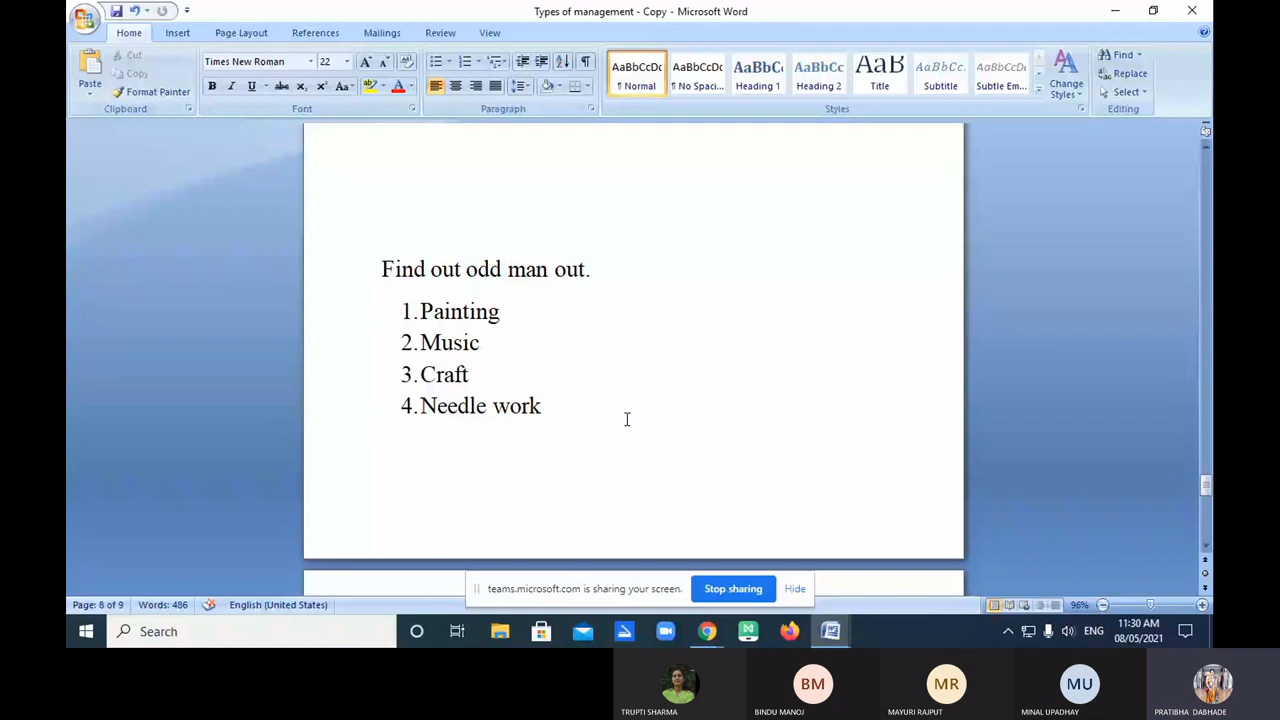 Types of management - Copy - Microsoft Word
Home Insert Page Layout References Mailings Review View
Paste
Cut
Copy
Format Painter
Clipboard
Times New Roman 22
B I U abc X₂ X² Aa A
Font
Paragraph
AaBbCcDc AaBbCcDc AaBbC AaBbCc AaB AaBbCc. AaBbCcDc
¶ Normal ¶ No Spaci... Heading 1 Heading 2 Title Subtitle Subtle Em...
Change Styles
Styles
Find
Replace
Select
Editing
Find out odd man out.
1. Painting
2. Music
3. Craft
4. Needle work
teams.microsoft.com is sharing your screen. Stop sharing Hide
Page: 8 of 9 Words: 486 English (United States) 96%
Search
ENG
11:30 AM
08/05/2021
BM MR MU
TRUPTI SHARMA BINDU MANOJ MAYURI RAJPUT MINAL UPADHAY PRATIBHA DABHADE